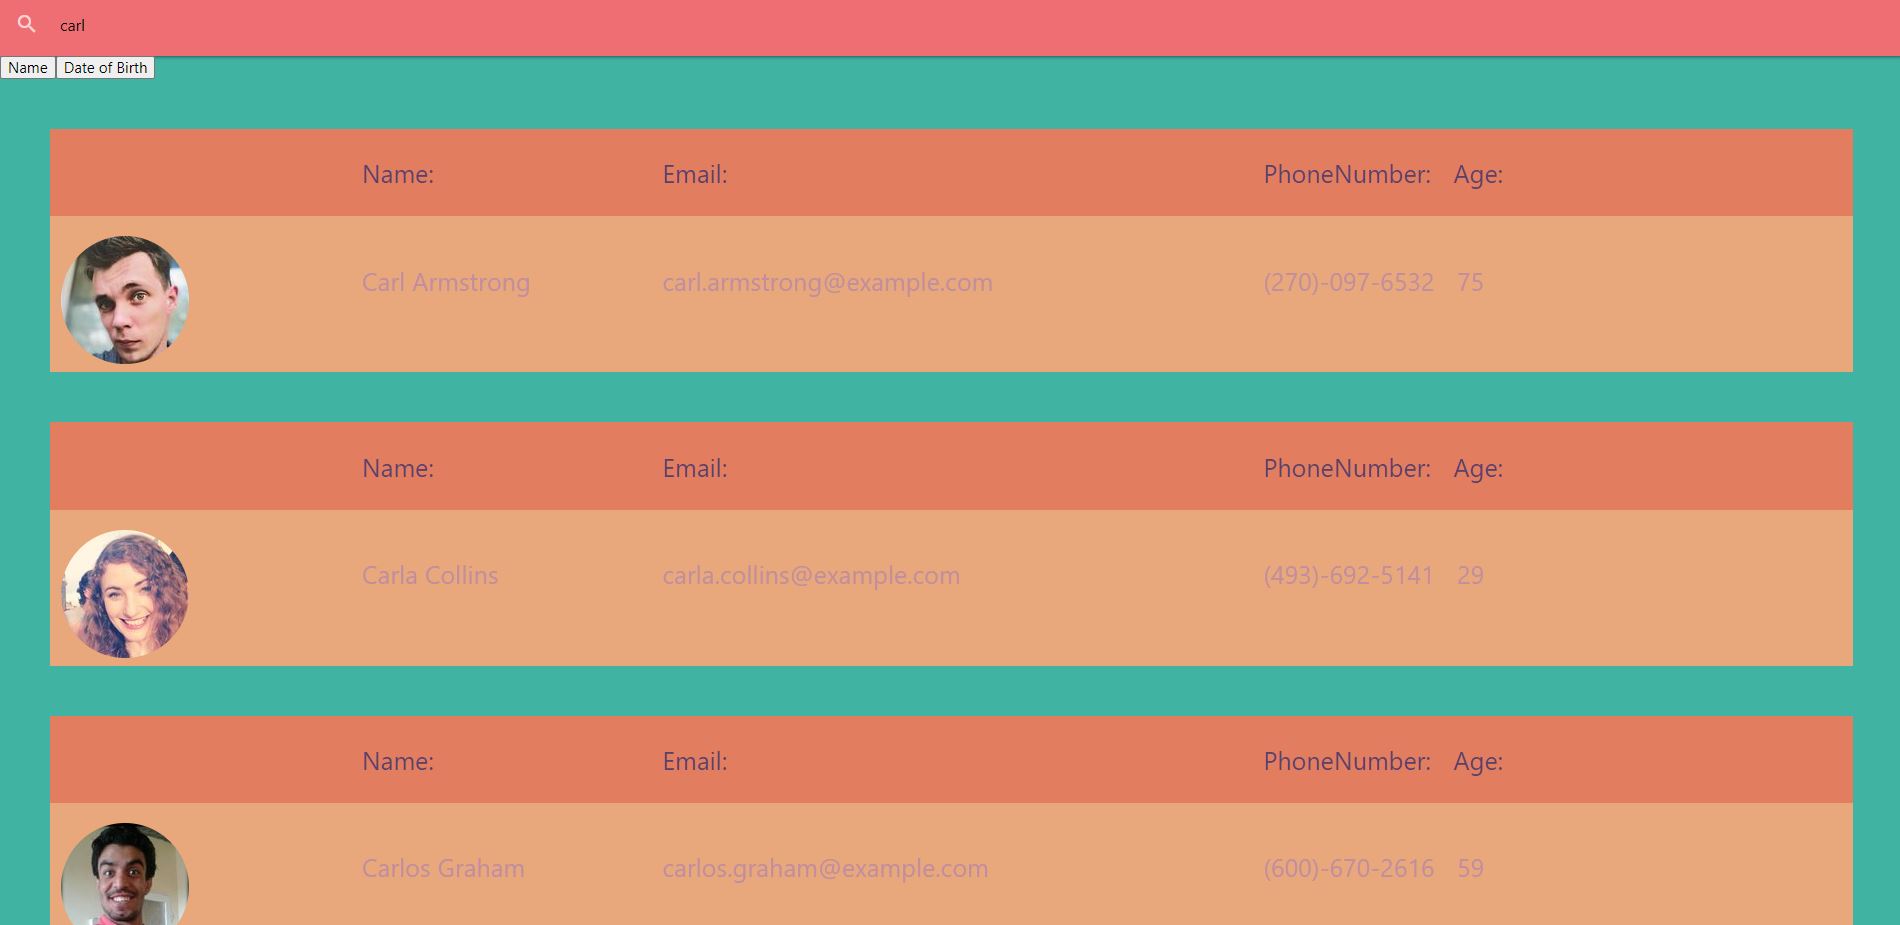 carl
Name Date of Birth
Name: Email: PhoneNumber: Age:
Carl Armstrong carl.armstrong@example.com (270)-097-6532 75
Name: Email: PhoneNumber: Age:
Carla Collins carla.collins@example.com (493)-692-5141 29
Name: Email: PhoneNumber: Age:
Carlos Graham carlos.graham@example.com (600)-670-2616 59